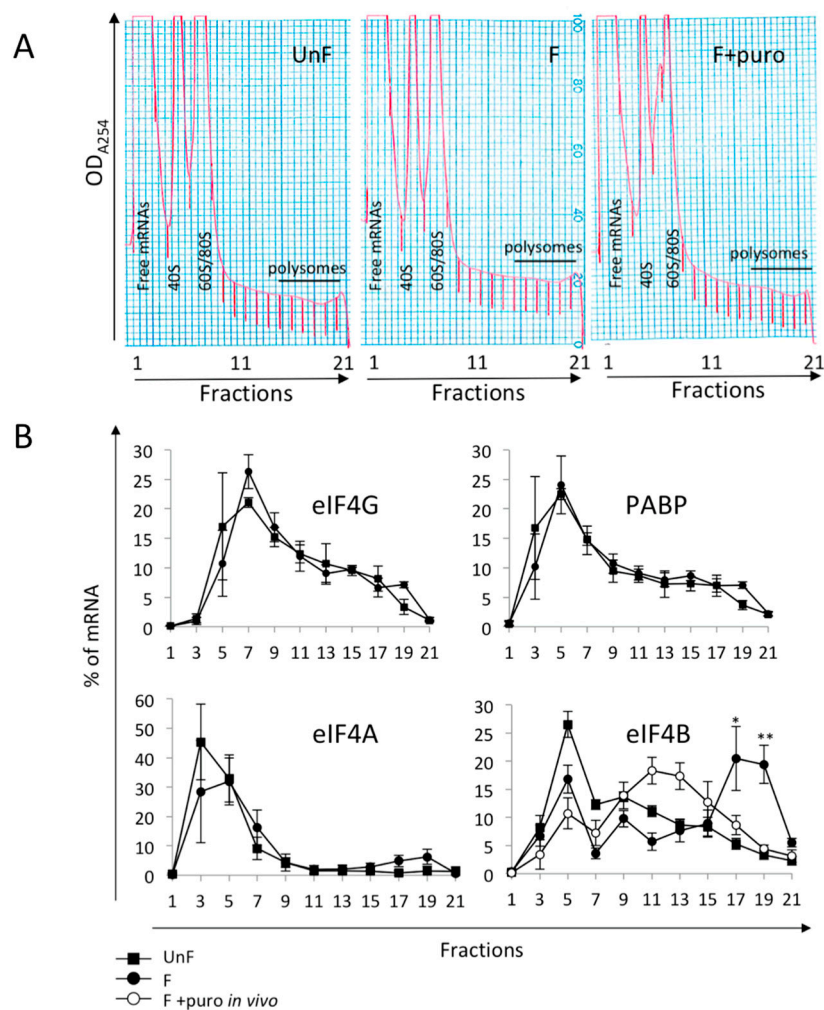 A
UnF
F
F+puro
OD A254
Free mRNAs
40S
60S/80S
polysomes
Free mRNAs
40S
60S/80S
polysomes
100
80
60
40
20
0
Free mRNAs
40S
60S/80S
polysomes
1 11 21
1 11 21
1 11 21
Fractions
Fractions
Fractions
B
% of mRNA
eIF4G
30
25
20
15
10
5
0
1 3 5 7 9 11 13 15 17 19 21
PABP
30
25
20
15
10
5
0
1 3 5 7 9 11 13 15 17 19 21
eIF4A
60
50
40
30
20
10
0
1 3 5 7 9 11 13 15 17 19 21
eIF4B
* **
30
25
20
15
10
5
0
1 3 5 7 9 11 13 15 17 19 21
Fractions
UnF
F
F +puro in vivo